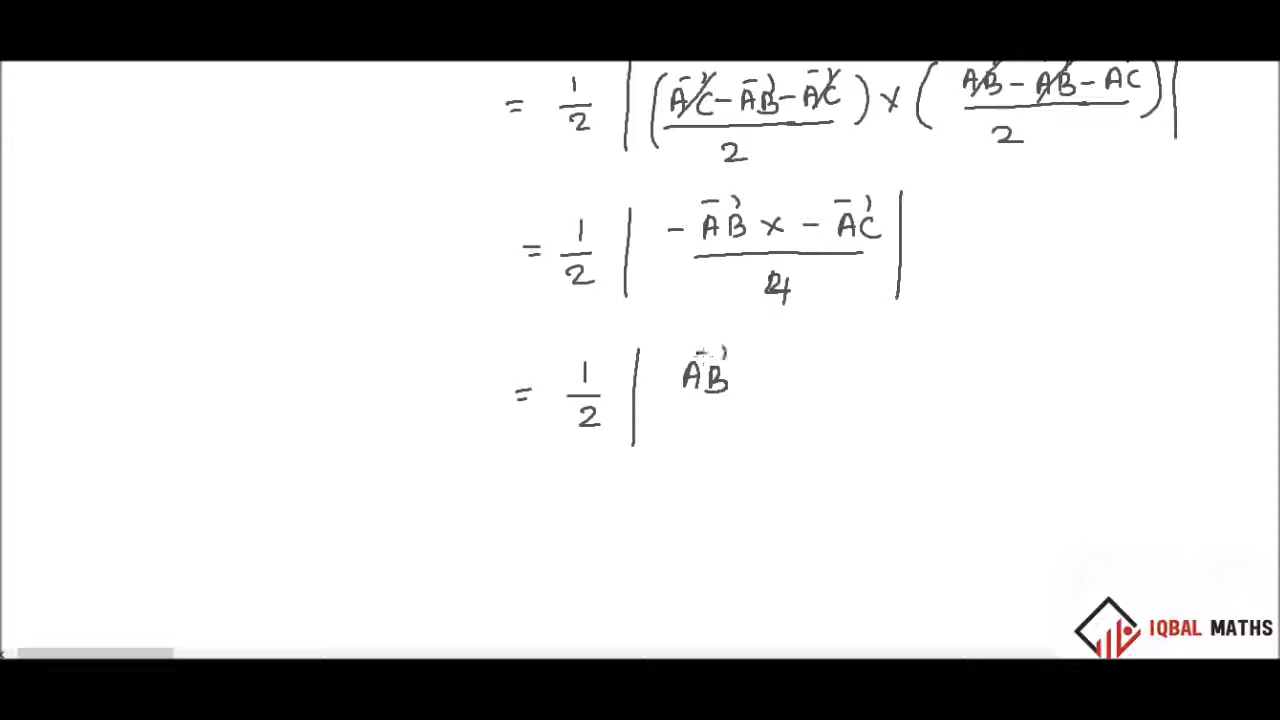 = 1/2 | (AC - AB - AC)/2 × (AB - AB - AC)/2 |
= 1/2 | (-AB × -AC)/4 |
= 1/2 | AB
IQBAL MATHS